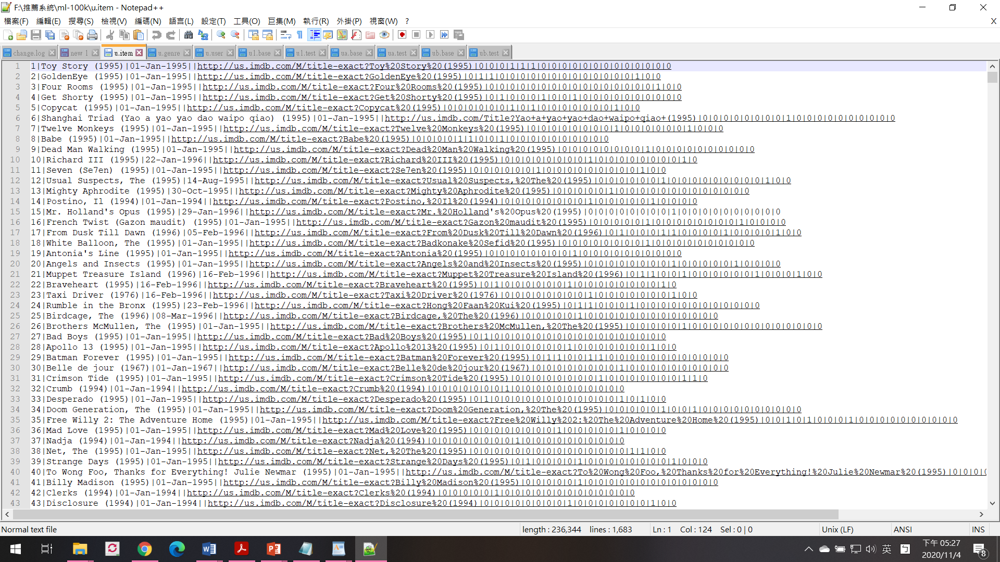 F:\推薦系統\ml-100k\u.item - Notepad++
檔案(F) 編輯(E) 搜尋(S) 檢視(V) 編碼(N) 語言(L) 設定(T) 工具(O) 巨集(M) 執行(R) 外掛(P) 視窗(W) ? X
change.log new 1 u.item u.genre u.user u1.base u1.test ua.base ua.test ub.base ub.test
1 1|Toy Story (1995)|01-Jan-1995||http://us.imdb.com/M/title-exact?Toy%20Story%20(1995)|0|0|0|1|1|1|0|0|0|0|0|0|0|0|0|0|0|0|0
2 2|GoldenEye (1995)|01-Jan-1995||http://us.imdb.com/M/title-exact?GoldenEye%20(1995)|0|1|1|0|0|0|0|0|0|0|0|0|0|0|0|0|1|0|0
3 3|Four Rooms (1995)|01-Jan-1995||http://us.imdb.com/M/title-exact?Four%20Rooms%20(1995)|0|0|0|0|0|0|0|0|0|0|0|0|0|0|0|0|1|0|0
4 4|Get Shorty (1995)|01-Jan-1995||http://us.imdb.com/M/title-exact?Get%20Shorty%20(1995)|0|1|0|0|0|1|0|0|1|0|0|0|0|0|0|0|0|0|0
5 5|Copycat (1995)|01-Jan-1995||http://us.imdb.com/M/title-exact?Copycat%20(1995)|0|0|0|0|0|0|1|0|1|0|0|0|0|0|0|0|1|0|0
6 6|Shanghai Triad (Yao a yao yao dao waipo qiao) (1995)|01-Jan-1995||http://us.imdb.com/Title?Yao+a+yao+yao+dao+waipo+qiao+(1995)|0|0|0|0|0|0|0|0|1|0|0|0|0|0|0|0|0|0|0
7 7|Twelve Monkeys (1995)|01-Jan-1995||http://us.imdb.com/M/title-exact?Twelve%20Monkeys%20(1995)|0|0|0|0|0|0|0|0|1|0|0|0|0|0|0|1|0|0|0
8 8|Babe (1995)|01-Jan-1995||http://us.imdb.com/M/title-exact?Babe%20(1995)|0|0|0|0|1|1|0|0|1|0|0|0|0|0|0|0|0|0|0
9 9|Dead Man Walking (1995)|01-Jan-1995||http://us.imdb.com/M/title-exact?Dead%20Man%20Walking%20(1995)|0|0|0|0|0|0|0|0|1|0|0|0|0|0|0|0|0|0|0
10 10|Richard III (1995)|22-Jan-1996||http://us.imdb.com/M/title-exact?Richard%20III%20(1995)|0|0|0|0|0|0|0|0|1|0|0|0|0|0|0|0|0|1|0
11 11|Seven (Se7en) (1995)|01-Jan-1995||http://us.imdb.com/M/title-exact?Se7en%20(1995)|0|0|0|0|0|0|1|0|0|0|0|0|0|0|0|0|1|0|0
12 12|Usual Suspects, The (1995)|14-Aug-1995||http://us.imdb.com/M/title-exact?Usual%20Suspects,%20The%20(1995)|0|0|0|0|0|0|1|0|0|0|0|0|0|0|0|0|1|0|0
13 13|Mighty Aphrodite (1995)|30-Oct-1995||http://us.imdb.com/M/title-exact?Mighty%20Aphrodite%20(1995)|0|0|0|0|0|1|0|0|0|0|0|0|0|0|0|0|0|0|0
14 14|Postino, Il (1994)|01-Jan-1994||http://us.imdb.com/M/title-exact?Postino,%20Il%20(1994)|0|0|0|0|0|0|0|0|1|0|0|0|0|0|1|0|0|0|0
15 15|Mr. Holland's Opus (1995)|29-Jan-1996||http://us.imdb.com/M/title-exact?Mr.%20Holland's%20Opus%20(1995)|0|0|0|0|0|0|0|0|1|0|0|0|0|0|0|0|0|0|0
16 16|French Twist (Gazon maudit) (1995)|01-Jan-1995||http://us.imdb.com/M/title-exact?Gazon%20maudit%20(1995)|0|0|0|0|0|1|0|0|0|0|0|0|0|0|1|0|0|0|0
17 17|From Dusk Till Dawn (1996)|05-Feb-1996||http://us.imdb.com/M/title-exact?From%20Dusk%20Till%20Dawn%20(1996)|0|1|0|0|0|1|1|0|0|0|0|1|0|0|0|0|1|0|0
18 18|White Balloon, The (1995)|01-Jan-1995||http://us.imdb.com/M/title-exact?Badkonake%20Sefid%20(1995)|0|0|0|0|0|0|0|0|1|0|0|0|0|0|0|0|0|0|0
19 19|Antonia's Line (1995)|01-Jan-1995||http://us.imdb.com/M/title-exact?Antonia%20(1995)|0|0|0|0|0|0|0|0|1|0|0|0|0|0|0|0|0|0|0
20 20|Angels and Insects (1995)|01-Jan-1995||http://us.imdb.com/M/title-exact?Angels%20and%20Insects%20(1995)|0|0|0|0|0|0|0|0|1|0|0|0|0|0|1|0|0|0|0
21 21|Muppet Treasure Island (1996)|16-Feb-1996||http://us.imdb.com/M/title-exact?Muppet%20Treasure%20Island%20(1996)|0|1|1|0|0|1|0|0|0|0|0|0|1|0|0|0|1|0|0
22 22|Braveheart (1995)|16-Feb-1996||http://us.imdb.com/M/title-exact?Braveheart%20(1995)|0|1|0|0|0|0|0|0|1|0|0|0|0|0|0|0|0|1|0
23 23|Taxi Driver (1976)|16-Feb-1996||http://us.imdb.com/M/title-exact?Taxi%20Driver%20(1976)|0|0|0|0|0|0|0|0|1|0|0|0|0|0|0|0|1|0|0
24 24|Rumble in the Bronx (1995)|23-Feb-1996||http://us.imdb.com/M/title-exact?Hong%20Faan%20Kui%20(1995)|0|1|1|0|0|0|1|0|0|0|0|0|0|0|0|0|0|0|0
25 25|Birdcage, The (1996)|08-Mar-1996||http://us.imdb.com/M/title-exact?Birdcage,%20The%20(1996)|0|0|0|0|0|1|0|0|0|0|0|0|0|0|0|0|0|0|0
26 26|Brothers McMullen, The (1995)|01-Jan-1995||http://us.imdb.com/M/title-exact?Brothers%20McMullen,%20The%20(1995)|0|0|0|0|0|1|0|0|0|0|0|0|0|0|0|0|0|0|0
27 27|Bad Boys (1995)|01-Jan-1995||http://us.imdb.com/M/title-exact?Bad%20Boys%20(1995)|0|1|0|0|0|0|0|0|0|0|0|0|0|0|0|0|0|0|0
28 28|Apollo 13 (1995)|01-Jan-1995||http://us.imdb.com/M/title-exact?Apollo%2013%20(1995)|0|1|0|0|0|0|0|0|1|0|0|0|0|0|0|0|1|0|0
29 29|Batman Forever (1995)|01-Jan-1995||http://us.imdb.com/M/title-exact?Batman%20Forever%20(1995)|0|1|1|0|0|1|1|0|0|0|0|0|0|0|0|0|0|0|0
30 30|Belle de jour (1967)|01-Jan-1967||http://us.imdb.com/M/title-exact?Belle%20de%20jour%20(1967)|0|0|0|0|0|0|0|0|1|0|0|0|0|0|0|0|0|0|0
31 31|Crimson Tide (1995)|01-Jan-1995||http://us.imdb.com/M/title-exact?Crimson%20Tide%20(1995)|0|0|0|0|0|0|0|0|1|0|0|0|0|0|0|0|1|1|0
32 32|Crumb (1994)|01-Jan-1994||http://us.imdb.com/M/title-exact?Crumb%20(1994)|0|0|0|0|0|0|0|1|0|0|0|0|0|0|0|0|0|0|0
33 33|Desperado (1995)|01-Jan-1995||http://us.imdb.com/M/title-exact?Desperado%20(1995)|0|1|0|0|0|0|0|0|0|0|0|0|0|0|1|0|1|0|0
34 34|Doom Generation, The (1995)|01-Jan-1995||http://us.imdb.com/M/title-exact?Doom%20Generation,%20The%20(1995)|0|0|0|0|0|1|0|0|1|0|0|0|0|0|0|0|0|0|0
35 35|Free Willy 2: The Adventure Home (1995)|01-Jan-1995||http://us.imdb.com/M/title-exact?Free%20Willy%202:%20The%20Adventure%20Home%20(1995)|0|0|1|0|1|0|0|0|1|0|0|0|0|0|0|0|0|0|0
36 36|Mad Love (1995)|01-Jan-1995||http://us.imdb.com/M/title-exact?Mad%20Love%20(1995)|0|0|0|0|0|0|0|0|1|0|0|0|0|0|1|0|0|0|0
37 37|Nadja (1994)|01-Jan-1994||http://us.imdb.com/M/title-exact?Nadja%20(1994)|0|0|0|0|0|0|0|0|1|0|0|0|0|0|0|0|0|0|0
38 38|Net, The (1995)|01-Jan-1995||http://us.imdb.com/M/title-exact?Net,%20The%20(1995)|0|0|0|0|0|0|0|0|0|0|0|0|0|0|0|1|1|0|0
39 39|Strange Days (1995)|01-Jan-1995||http://us.imdb.com/M/title-exact?Strange%20Days%20(1995)|0|1|0|0|0|0|1|0|0|0|0|0|0|0|0|1|0|0|0
40 40|To Wong Foo, Thanks for Everything! Julie Newmar (1995)|01-Jan-1995||http://us.imdb.com/M/title-exact?To%20Wong%20Foo,%20Thanks%20for%20Everything!%20Julie%20Newmar%20(1995)|0|0|0|0
41 41|Billy Madison (1995)|01-Jan-1995||http://us.imdb.com/M/title-exact?Billy%20Madison%20(1995)|0|0|0|0|0|1|0|0|0|0|0|0|0|0|0|0|0|0|0
42 42|Clerks (1994)|01-Jan-1994||http://us.imdb.com/M/title-exact?Clerks%20(1994)|0|0|0|0|0|1|0|0|0|0|0|0|0|0|0|0|0|0|0
43 43|Disclosure (1994)|01-Jan-1994||http://us.imdb.com/M/title-exact?Disclosure%20(1994)|0|0|0|0|0|0|0|0|1|0|0|0|0|0|0|0|1|0|0
Normal text file length : 236,344 lines : 1,683 Ln : 1 Col : 124 Sel : 0 | 0 Unix (LF) ANSI INS
英 下午 05:27
2020/11/4 8